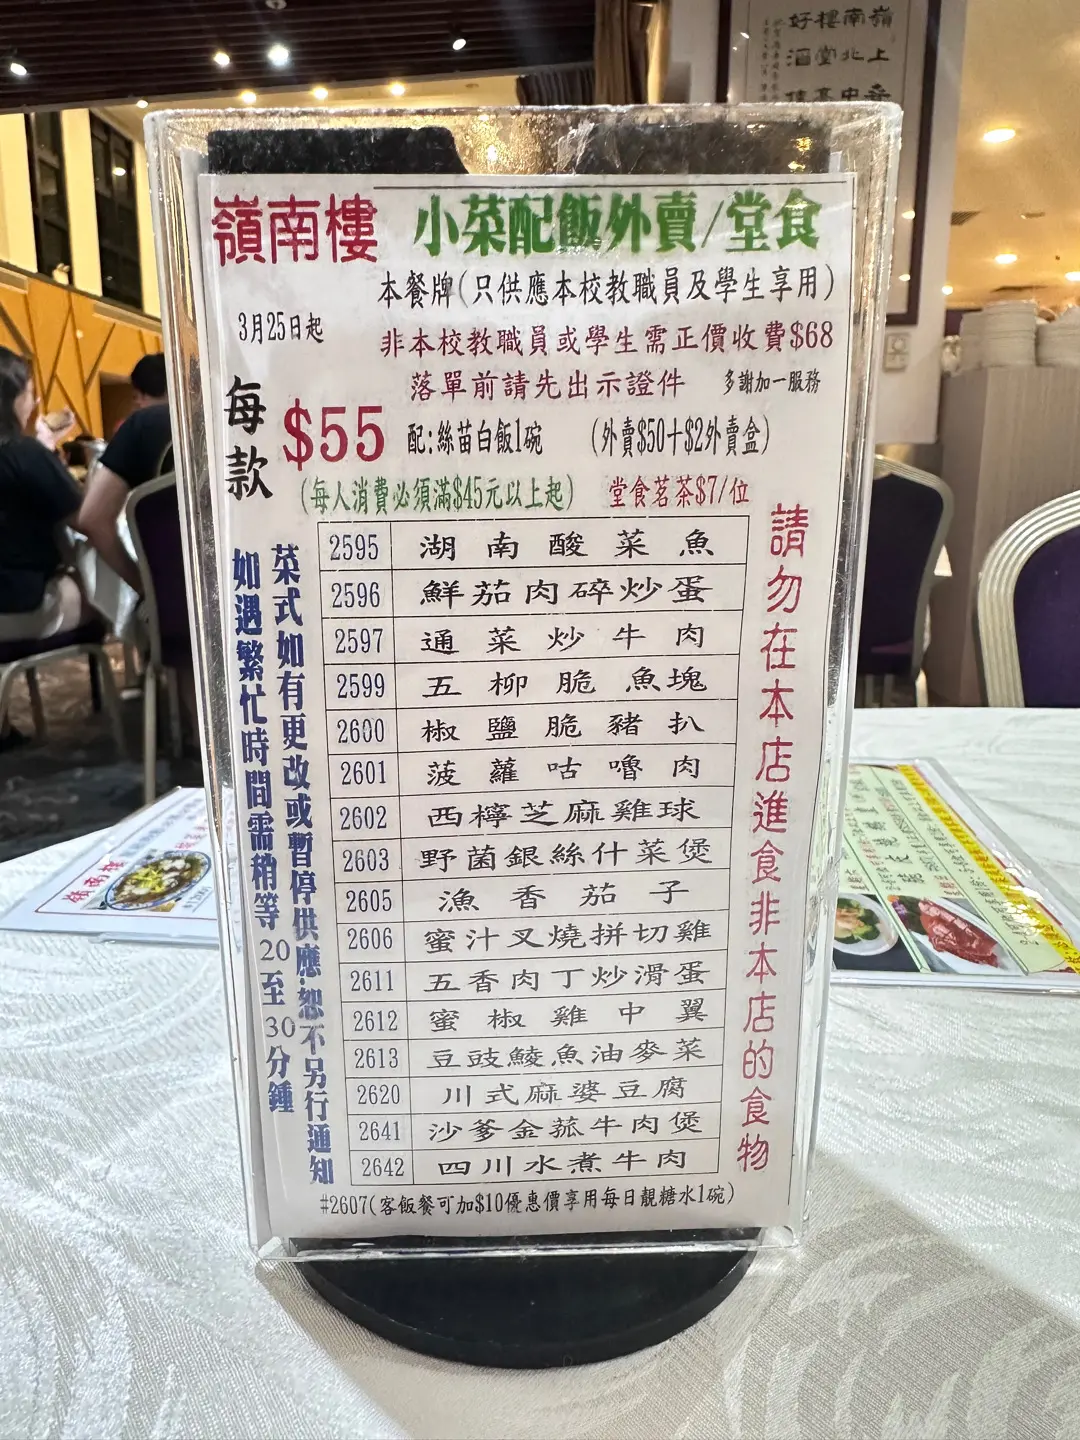 嶺南樓
小菜配飯外賣/堂食
本餐牌(只供應本校教職員及學生享用)
3月25日起
非本校教職員或學生需正價收費$68
落單前請先出示證件
多謝加一服務
每款 $55
配:絲苗白飯1碗
(外賣$50+$2外賣盒)
(每人消費必須滿$45元以上起)
堂食茗茶$7/位
2595 湖南酸菜魚
2596 鮮茄肉碎炒蛋
2597 通菜炒牛肉
2599 五柳脆魚塊
2600 椒鹽脆豬扒
2601 菠蘿咕嚕肉
2602 西檸芝麻雞球
2603 野菌銀絲什菜煲
2605 漁香茄子
2606 蜜汁叉燒拼切雞
2611 五香肉丁炒滑蛋
2612 蜜椒雞中翼
2613 豆豉鯪魚油麥菜
2620 川式麻婆豆腐
2641 沙爹金菰牛肉煲
2642 四川水煮牛肉
#2607(客飯餐可加$10優惠價享用每日靚糖水1碗)
菜式如有更改或暫停供應,恕不另行通知
如遇繁忙時間需稍等20至30分鍾
請勿在本店進食非本店的食物
嶺南樓